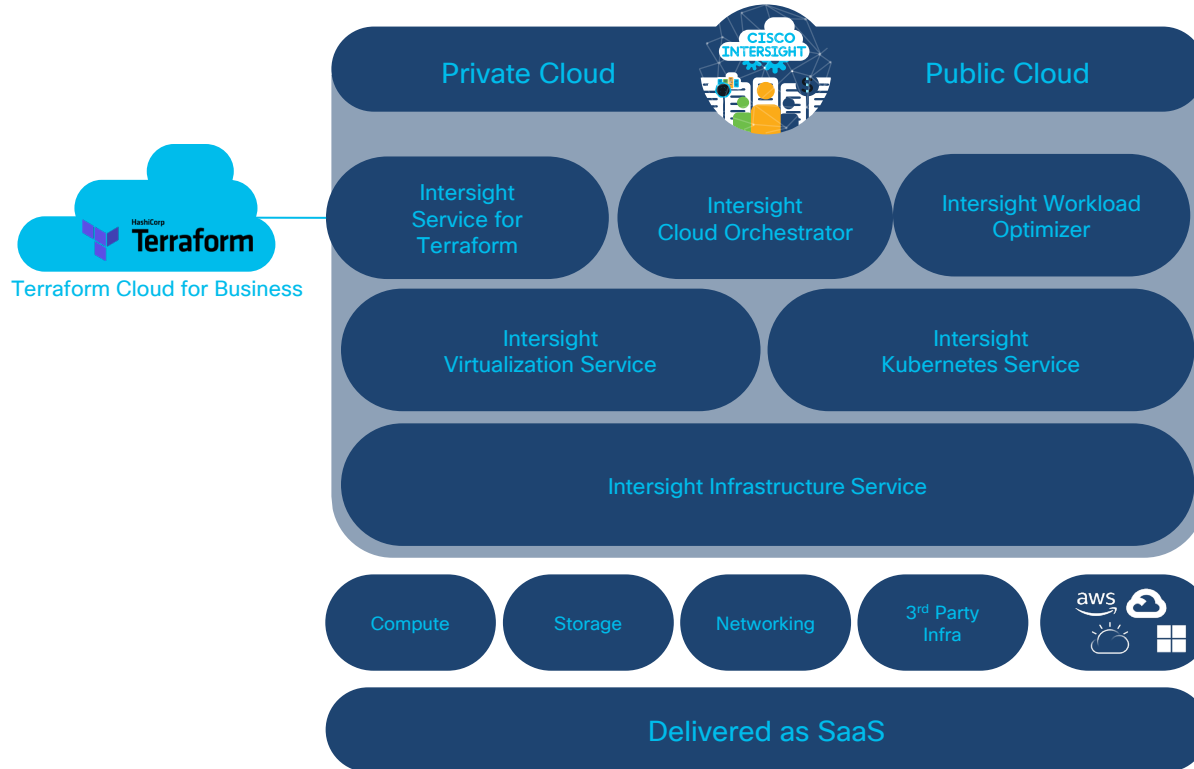 Private Cloud
CISCO
INTERSIGHT
Public Cloud
HashiCorp
Terraform
Terraform Cloud for Business
Intersight
Service for
Terraform
Intersight
Cloud Orchestrator
Intersight Workload
Optimizer
Intersight
Virtualization Service
Intersight
Kubernetes Service
Intersight Infrastructure Service
Compute
Storage
Networking
3rd Party
Infra
aws
Delivered as SaaS